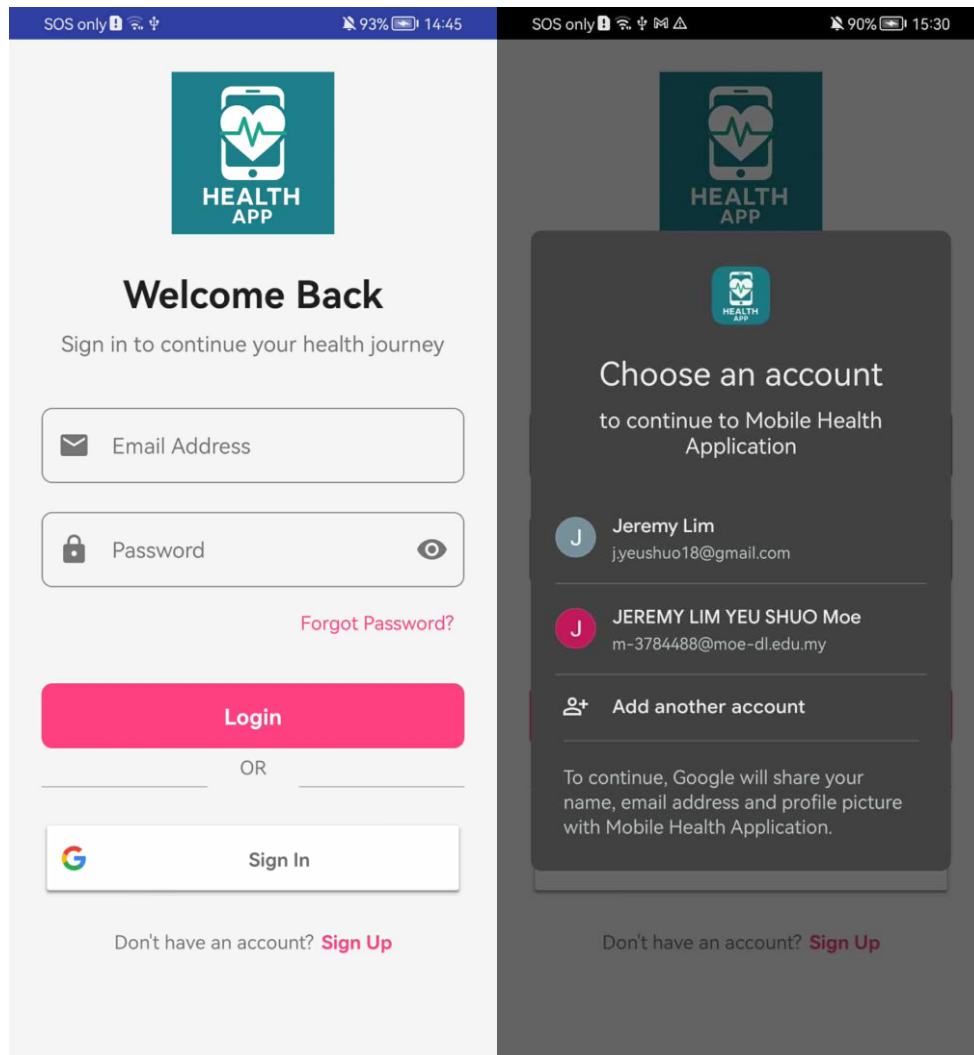 SOS only 93% 14:45
HEALTH
APP
Welcome Back
Sign in to continue your health journey
Email Address
Password
Forgot Password?
Login
OR
Sign In
Don't have an account? Sign Up
SOS only 90% 15:30
HEALTH
APP
HEALTH
APP
Choose an account
to continue to Mobile Health
Application
J
Jeremy Lim
j.yeushuo18@gmail.com
J
JEREMY LIM YEU SHUO Moe
m-3784488@moe-dl.edu.my
Add another account
To continue, Google will share your
name, email address and profile picture
with Mobile Health Application.
Don't have an account? Sign Up